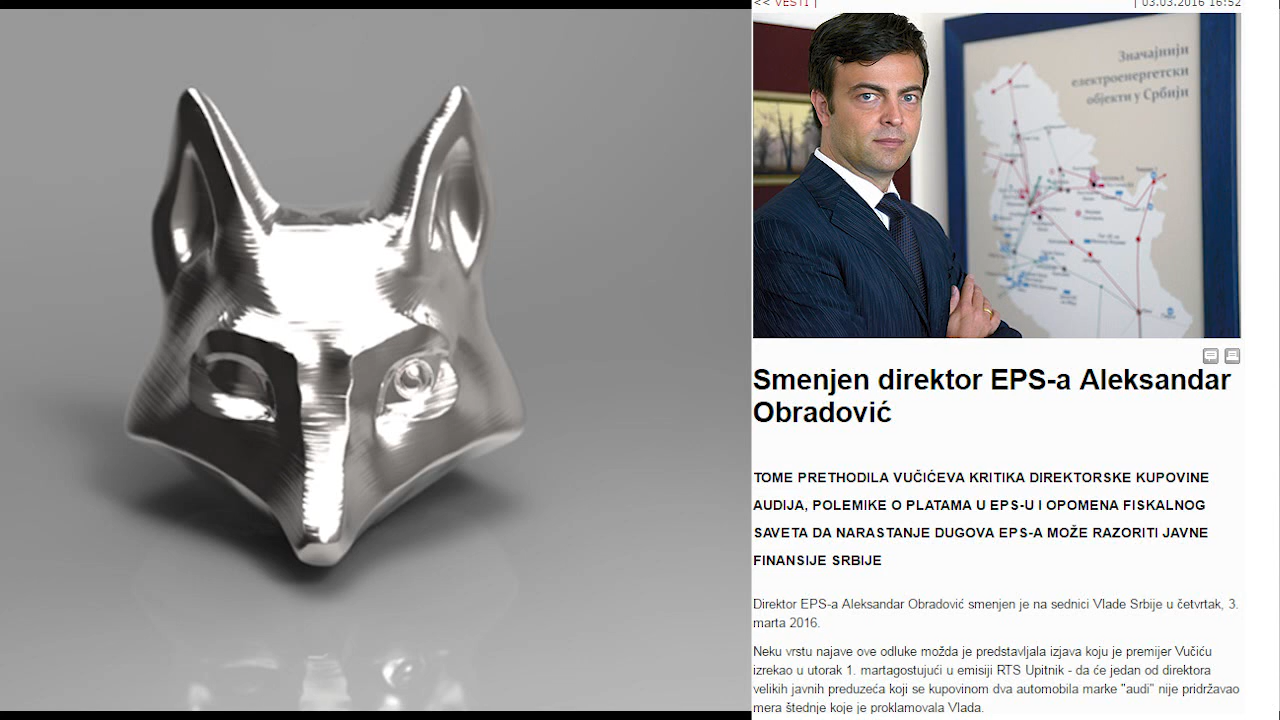 << VESTI |
| 03.03.2016 16:52
Значајнији
електроенергетски
објекти у Србији
Smenjen direktor EPS-a Aleksandar
Obradović
TOME PRETHODILA VUČIĆEVA KRITIKA DIREKTORSKE KUPOVINE
AUDIJA, POLEMIKE O PLATAMA U EPS-U I OPOMENA FISKALNOG
SAVETA DA NARASTANJE DUGOVA EPS-A MOŽE RAZORITI JAVNE
FINANSIJE SRBIJE
Direktor EPS-a Aleksandar Obradović smenjen je na sednici Vlade Srbije u četvrtak, 3.
marta 2016.
Neku vrstu najave ove odluke možda je predstavljala izjava koju je premijer Vučiću
izrekao u utorak 1. martagostujući u emisiji RTS Upitnik - da će jedan od direktora
velikih javnih preduzeća koji se kupovinom dva automobila marke "audi" nije pridržavao
mera štednje koje je proklamovala Vlada.